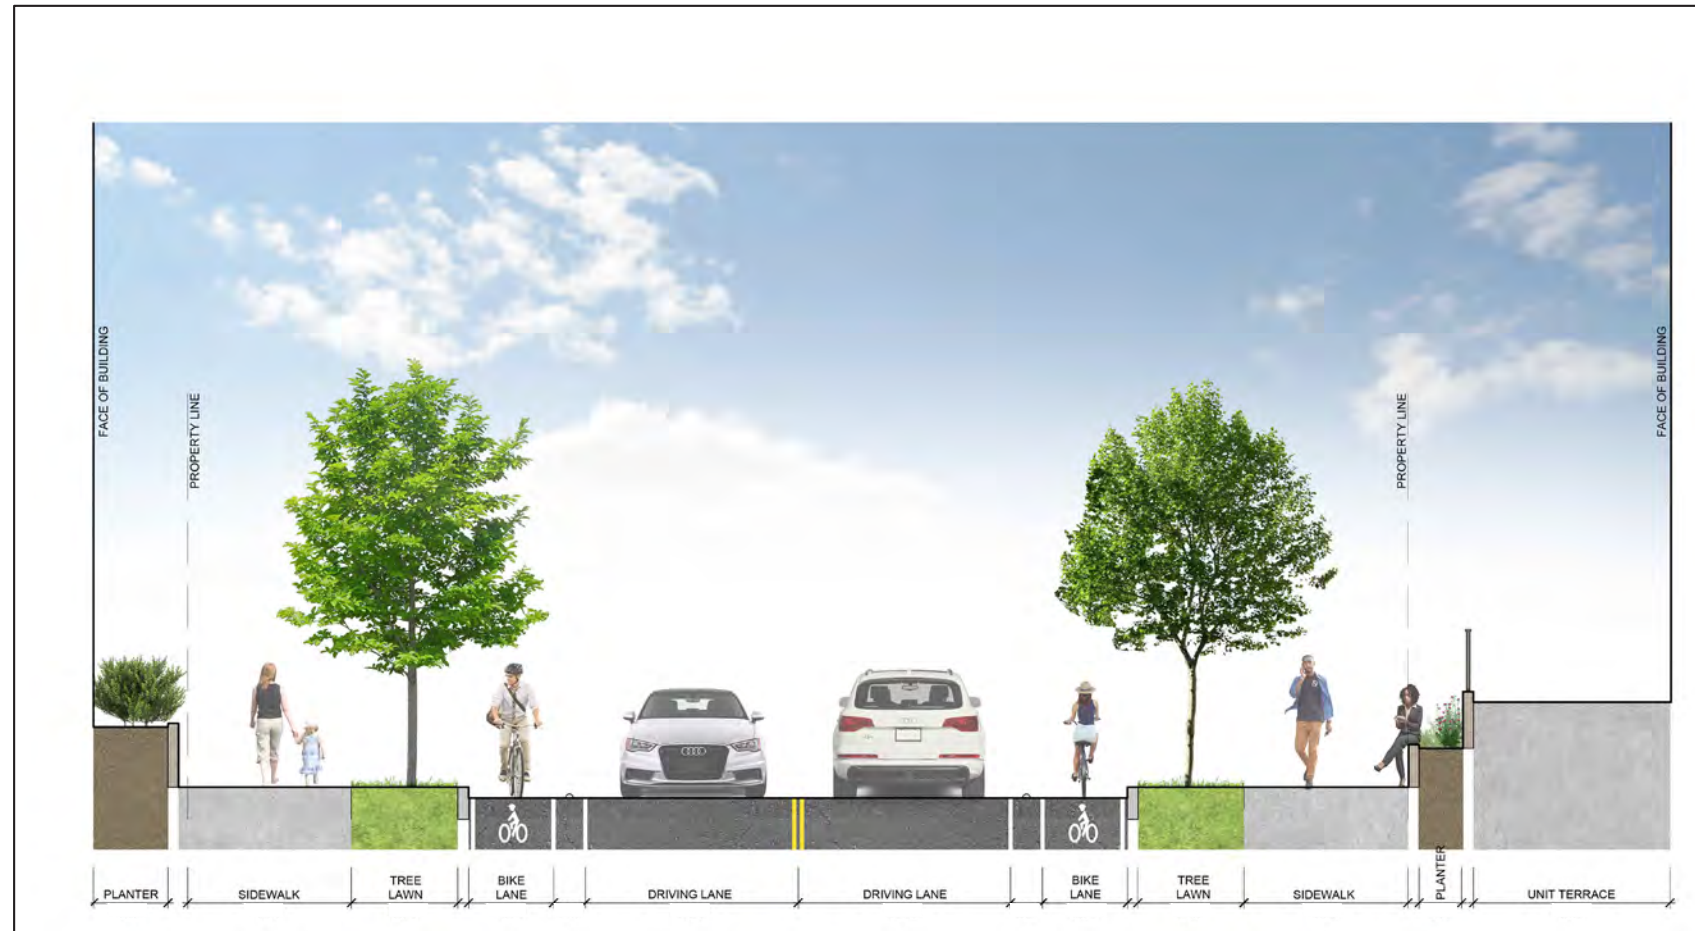 FACE OF BUILDING
PROPERTY LINE
PROPERTY LINE
FACE OF BUILDING
PLANTER
SIDEWALK
TREE
LAWN
BIKE
LANE
DRIVING LANE
DRIVING LANE
BIKE
LANE
TREE
LAWN
SIDEWALK
PLANTER
UNIT TERRACE